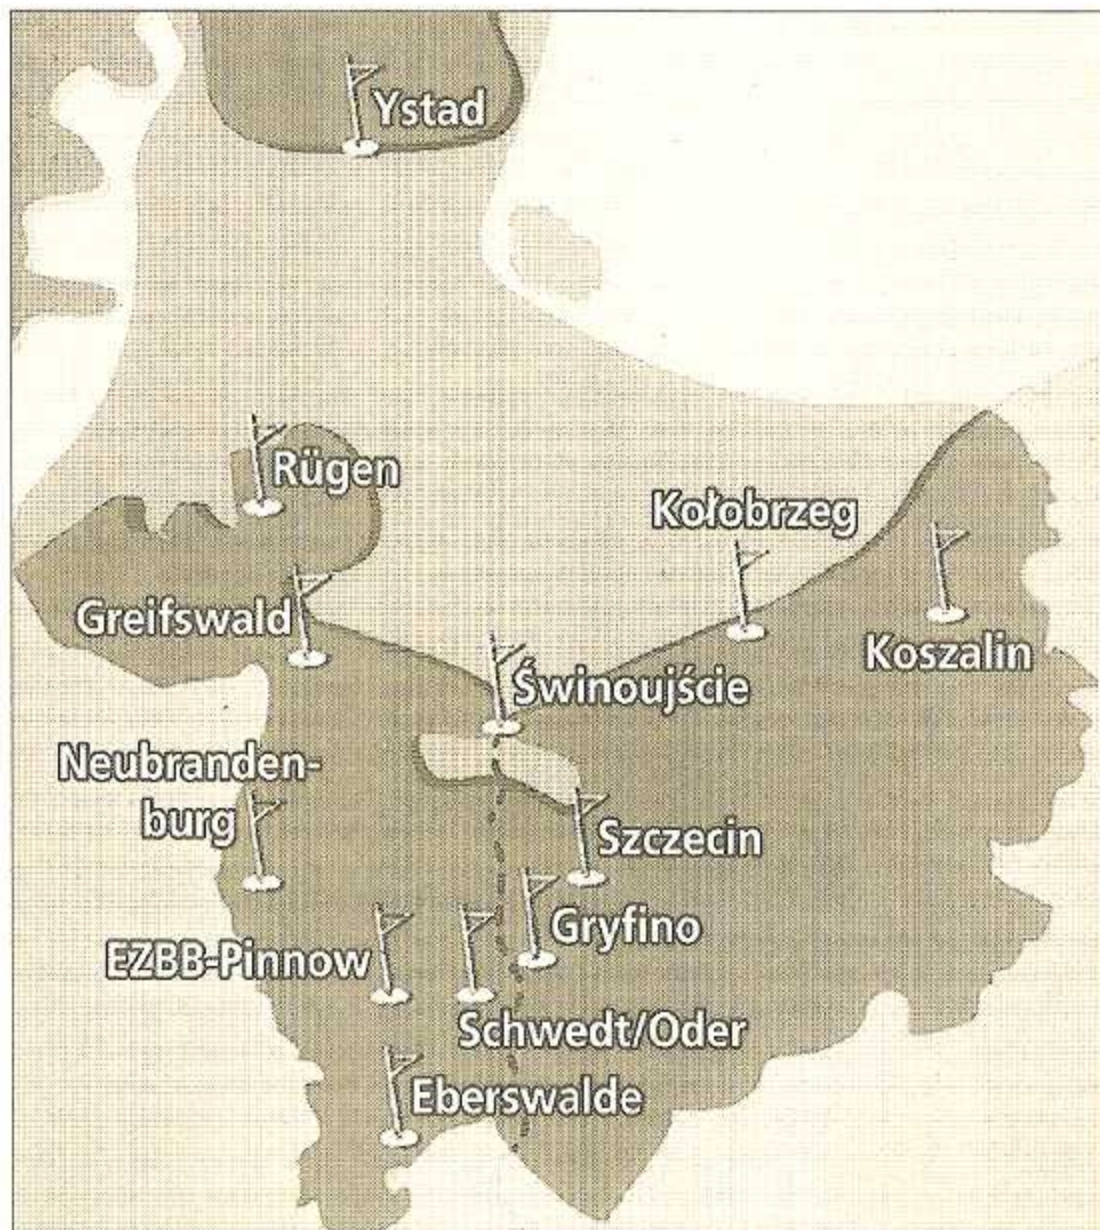 Ystad
Rügen
Kołobrzeg
Greifswald
Koszalin
Świnoujście
Neubranden-
burg
Szczecin
Gryfino
EZBB-Pinnow
Schwedt/Oder
Eberswalde